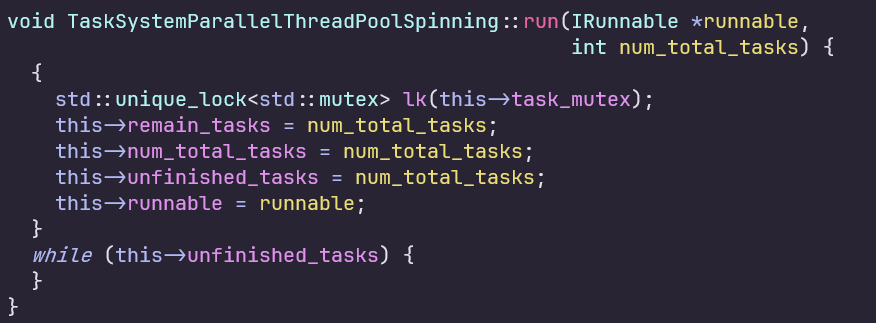 void TaskSystemParallelThreadPoolSpinning::run(IRunnable *runnable,
                                               int num_total_tasks) {
  {
    std::unique_lock<std::mutex> lk(this->task_mutex);
    this->remain_tasks = num_total_tasks;
    this->num_total_tasks = num_total_tasks;
    this->unfinished_tasks = num_total_tasks;
    this->runnable = runnable;
  }
  while (this->unfinished_tasks) {
  }
}